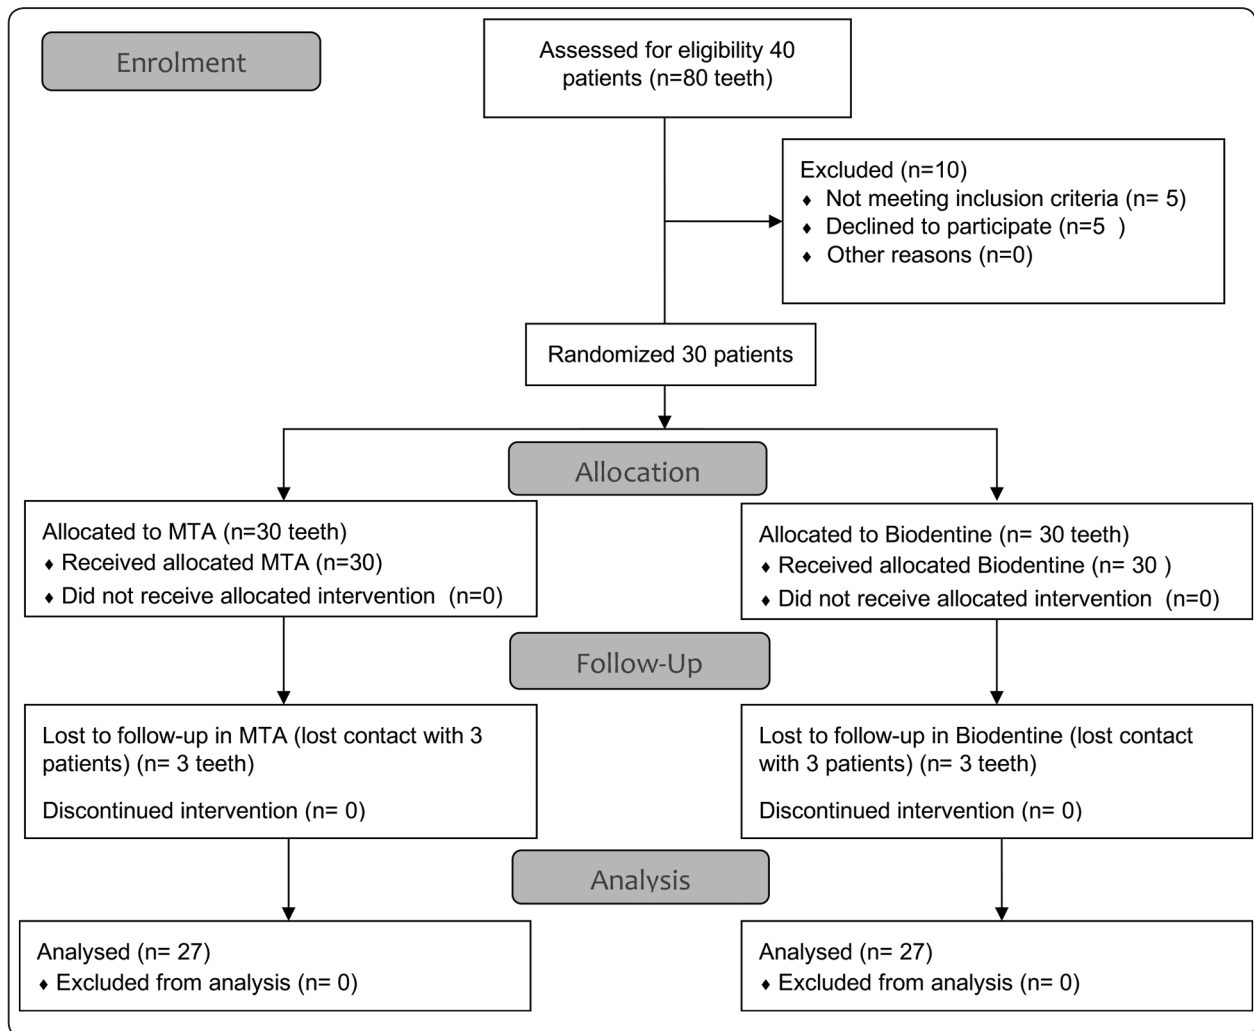 Enrolment
Assessed for eligibility 40
patients (n=80 teeth)
Excluded (n=10)
♦ Not meeting inclusion criteria (n= 5)
♦ Declined to participate (n=5 )
♦ Other reasons (n=0)
Randomized 30 patients
Allocation
Allocated to MTA (n=30 teeth)
♦ Received allocated MTA (n=30)
♦ Did not receive allocated intervention (n=0)
Allocated to Biodentine (n= 30 teeth)
♦ Received allocated Biodentine (n= 30 )
♦ Did not receive allocated intervention (n=0)
Follow-Up
Lost to follow-up in MTA (lost contact with 3
patients) (n= 3 teeth)
Discontinued intervention (n= 0)
Lost to follow-up in Biodentine (lost contact
with 3 patients) (n= 3 teeth)
Discontinued intervention (n= 0)
Analysis
Analysed (n= 27)
♦ Excluded from analysis (n= 0)
Analysed (n= 27)
♦ Excluded from analysis (n= 0)